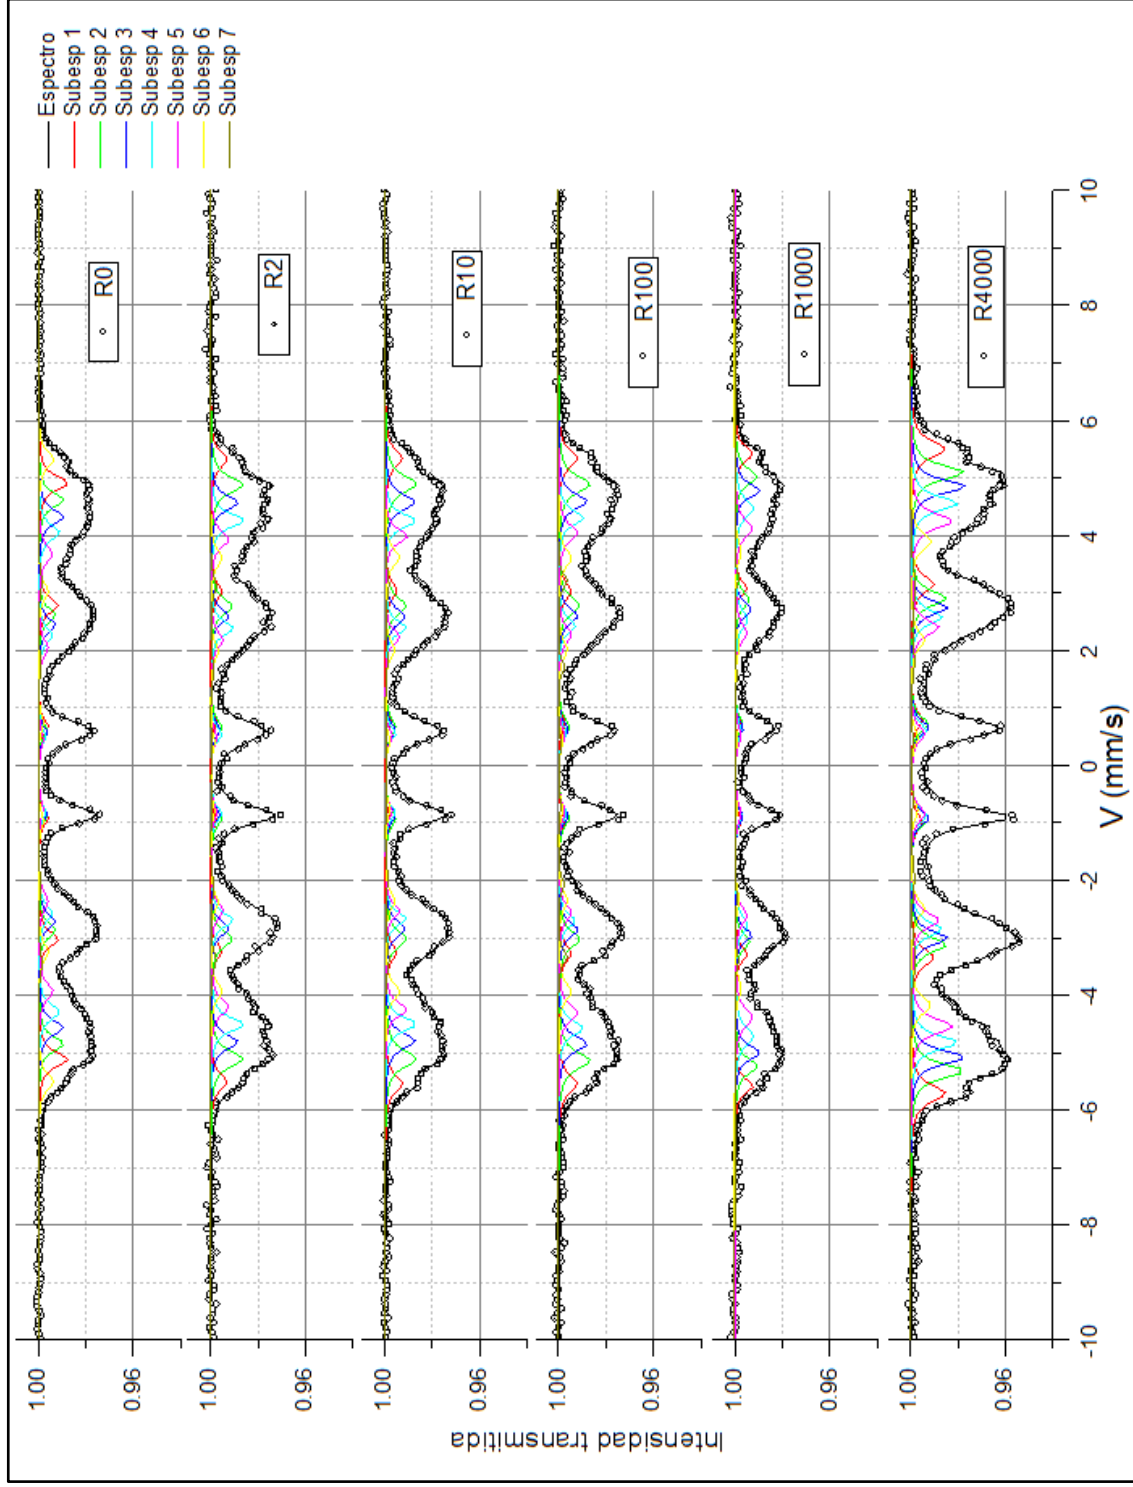 Espectro
Subesp 1
Subesp 2
Subesp 3
Subesp 4
Subesp 5
Subesp 6
Subesp 7
R0
R2
R10
R100
R1000
R4000
1.00
0.96
1.00
0.96
1.00
0.96
1.00
0.96
1.00
0.96
1.00
0.96
Intensidad transmitida
-10 -8 -6 -4 -2 0 2 4 6 8 10
V (mm/s)